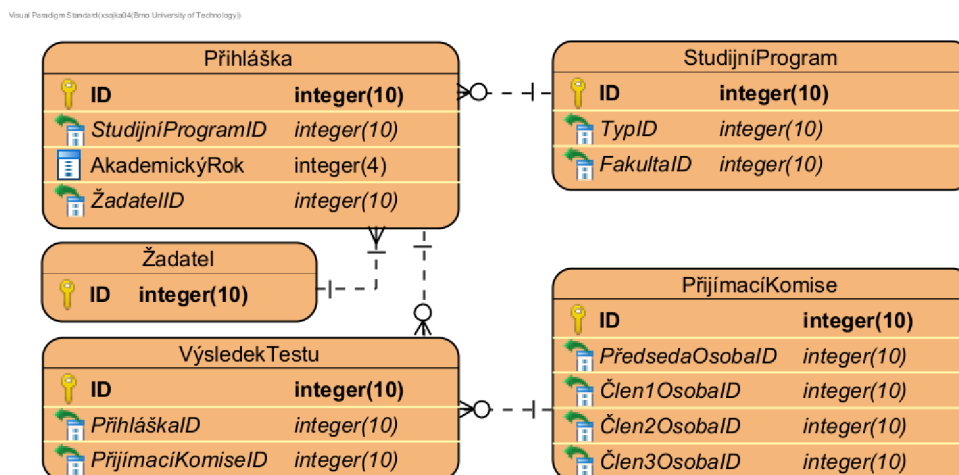 Visual Paradigm Standard(xsojka04(Brno University of Technology))
Přihláška
ID integer(10)
StudijníProgramID integer(10)
AkademickýRok integer(4)
ŽadatelID integer(10)
StudijníProgram
ID integer(10)
TypID integer(10)
FakultaID integer(10)
Žadatel
ID integer(10)
VýsledekTestu
ID integer(10)
PřihláškaID integer(10)
PřijímacíKomiseID integer(10)
PřijímacíKomise
ID integer(10)
PředsedaOsobaID integer(10)
Člen1OsobaID integer(10)
Člen2OsobaID integer(10)
Člen3OsobaID integer(10)